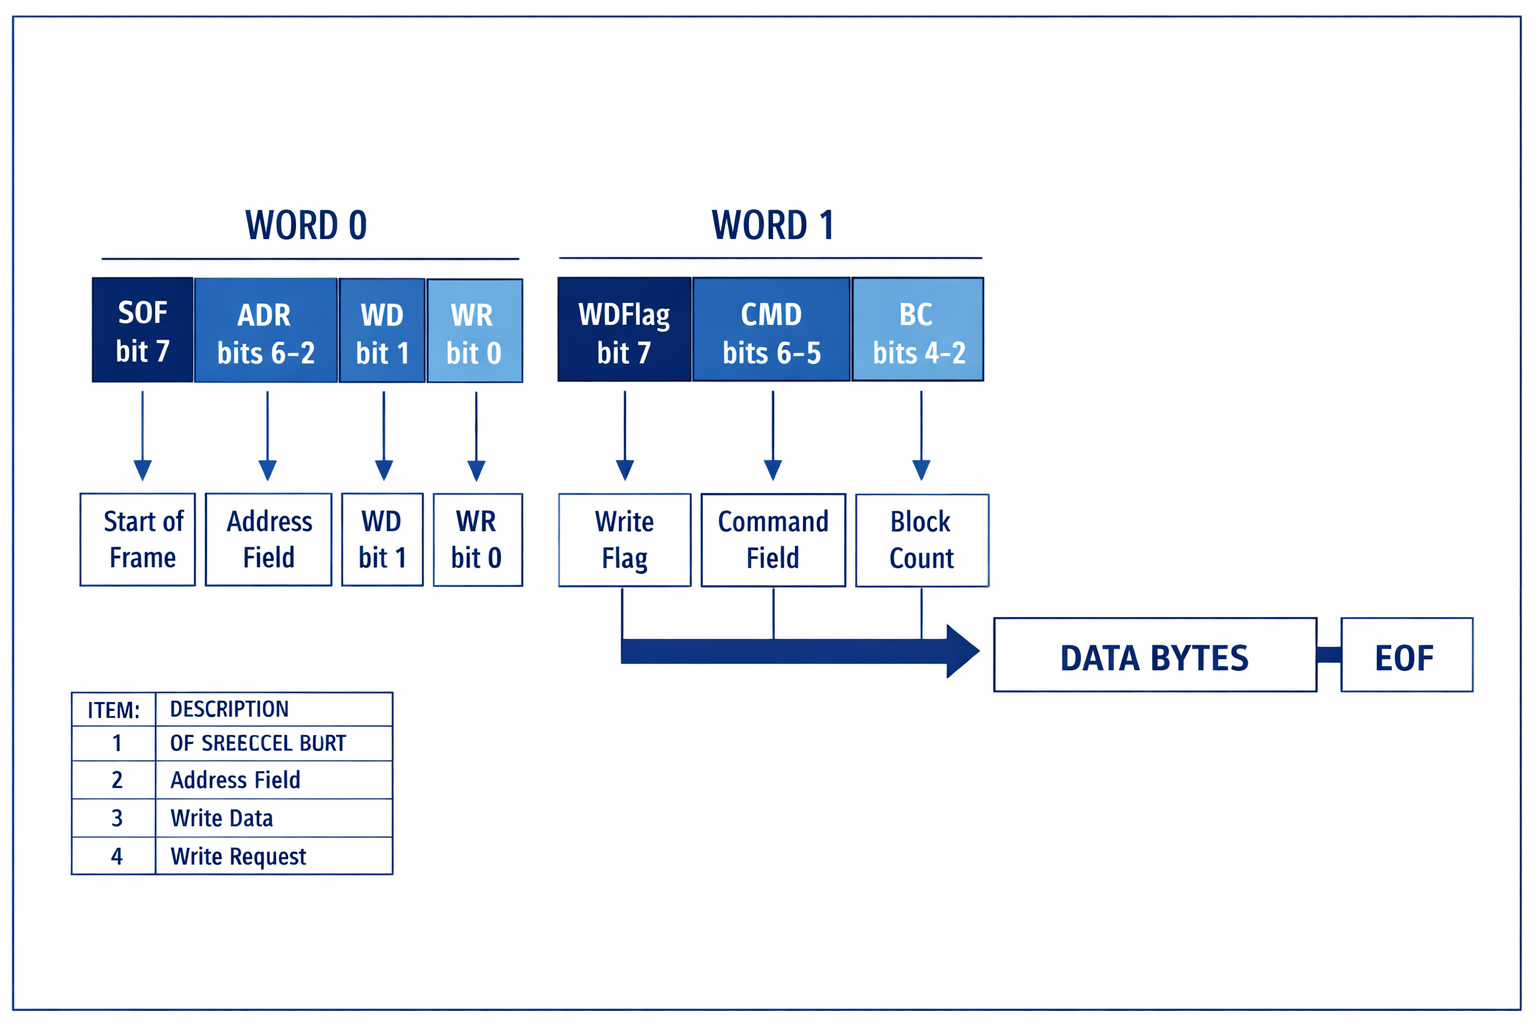 WORD 0
WORD 1
SOF
bit 7
ADR
bits 6-2
WD
bit 1
WR
bit 0
WDFlag
bit 7
CMD
bits 6-5
BC
bits 4-2
Start of
Frame
Address
Field
WD
bit 1
WR
bit 0
Write
Flag
Command
Field
Block
Count
DATA BYTES
EOF
ITEM: DESCRIPTION
1 OF SREECCEL BURT
2 Address Field
3 Write Data
4 Write Request